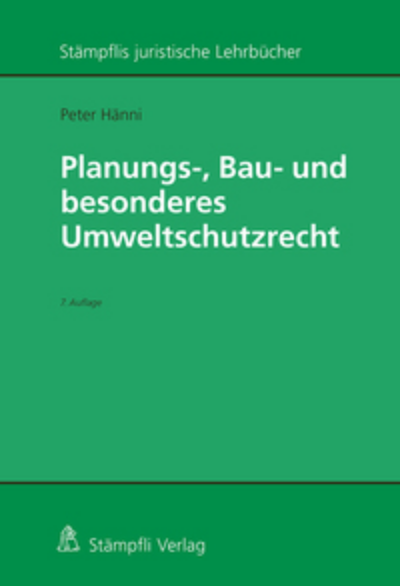 Stämpflis juristische Lehrbücher
Peter Hänni
Planungs-, Bau- und
besonderes
Umweltschutzrecht
7. Auflage
Stämpfli Verlag